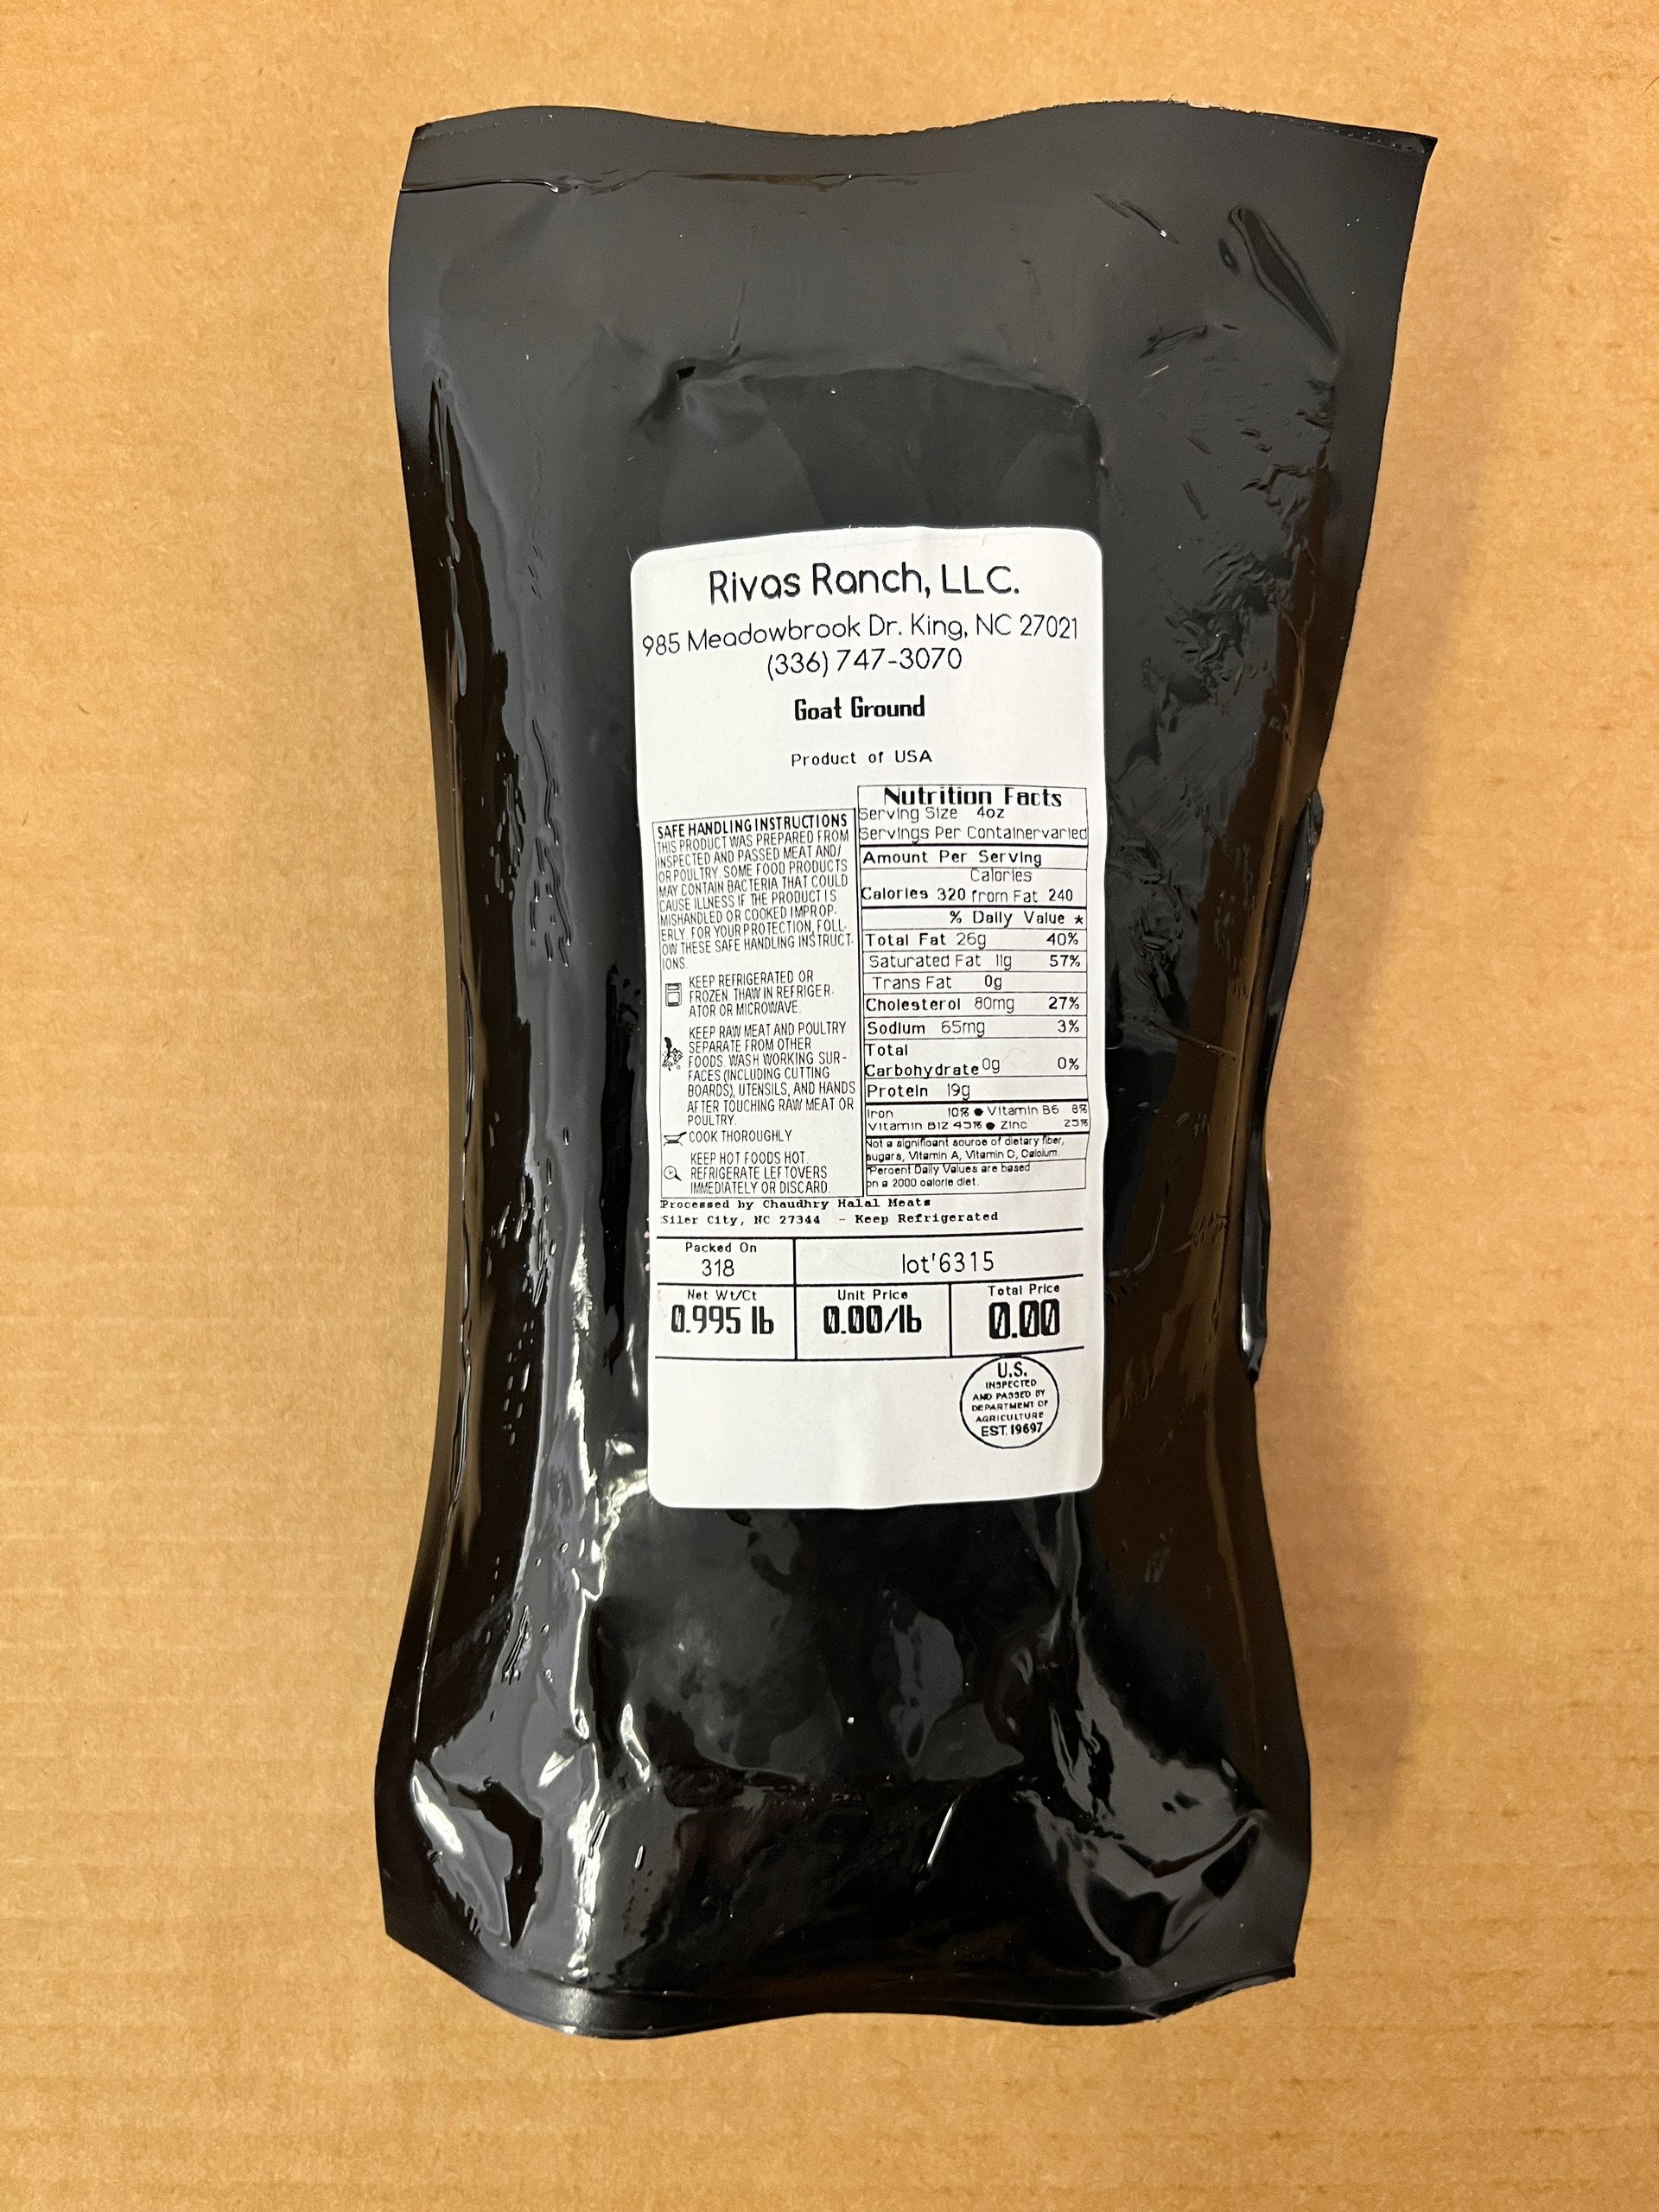 Rivas Ranch, LLC.
985 Meadowbrook Dr. King, NC 27021
(336) 747-3070
Goat Ground
Product of USA
SAFE HANDLING INSTRUCTIONS
THIS PRODUCT WAS PREPARED FROM
INSPECTED AND PASSED MEAT AND/
OR POULTRY. SOME FOOD PRODUCTS
MAY CONTAIN BACTERIA THAT COULD
CAUSE ILLNESS IF THE PRODUCT IS
MISHANDLED OR COOKED IMPROP-
ERLY. FOR YOUR PROTECTION, FOLL-
OW THESE SAFE HANDLING INSTRUCT-
IONS.
KEEP REFRIGERATED OR
FROZEN. THAW IN REFRIGER-
ATOR OR MICROWAVE.
KEEP RAW MEAT AND POULTRY
SEPARATE FROM OTHER
FOODS. WASH WORKING SUR-
FACES (INCLUDING CUTTING
BOARDS), UTENSILS, AND HANDS
AFTER TOUCHING RAW MEAT OR
POULTRY.
COOK THOROUGHLY
KEEP HOT FOODS HOT.
REFRIGERATE LEFTOVERS
IMMEDIATELY OR DISCARD.
Nutrition Facts
Serving Size 4oz
Servings Per Container varied
Amount Per Serving
Calories
Calories 320 from Fat 240
% Daily Value *
Total Fat 26g 40%
Saturated Fat 11g 57%
Trans Fat 0g
Cholesterol 80mg 27%
Sodium 65mg 3%
Total
Carbohydrate 0g 0%
Protein 19g
Iron 10% ● Vitamin B6 8%
Vitamin B12 45% ● Zinc 25%
Not a significant source of dietary fiber,
sugars, Vitamin A, Vitamin C, Calcium.
*Percent Daily Values are based
on a 2000 calorie diet.
Processed by Chaudhry Halal Meats
Siler City, NC 27344 - Keep Refrigerated
Packed On
318
lot'6315
Net Wt/Ct Unit Price Total Price
0.995 lb 0.00/lb 0.00
U.S.
INSPECTED
AND PASSED BY
DEPARTMENT OF
AGRICULTURE
EST. 19697